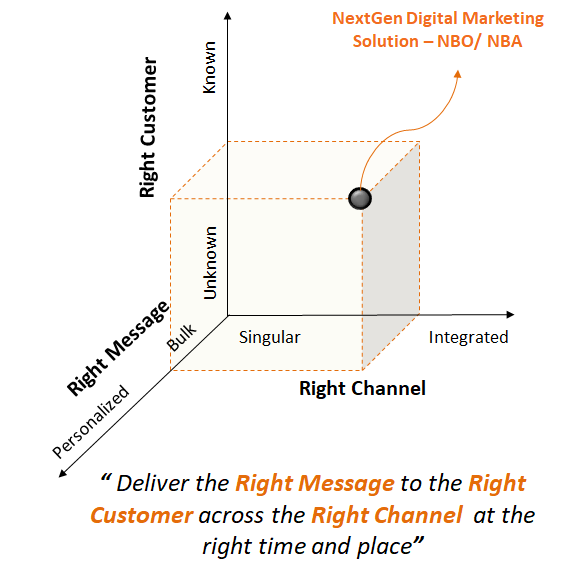 NextGen Digital Marketing
Solution – NBO/ NBA
Right Customer
Known
Unknown
Right Message
Bulk
Personalized
Singular
Integrated
Right Channel
“ Deliver the Right Message to the Right
Customer across the Right Channel at the
right time and place”